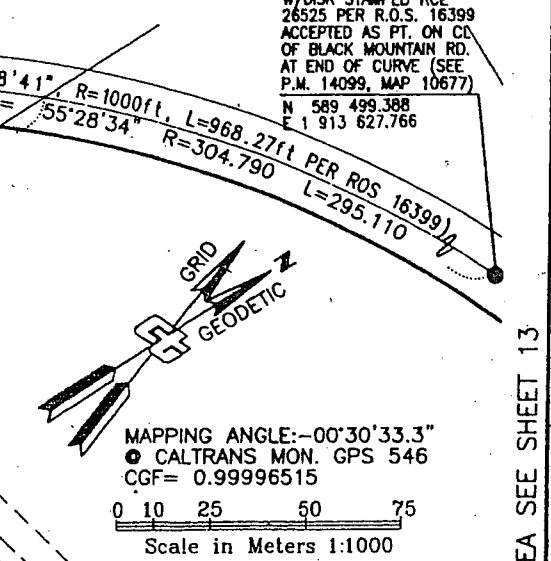 W/DISK STAMPED RCE
26525 PER R.O.S. 16399
ACCEPTED AS PT. ON CL
OF BLACK MOUNTAIN RD.
AT END OF CURVE (SEE
P.M. 14099, MAP 10677)
N 589 499.388
E 1 913 627.766
8'41", R=1000ft, L=968.27ft PER ROS 16399)
= 55°28'34" R=304.790 L=295.110
GRID
N
GEODETIC
MAPPING ANGLE:-00°30'33.3"
@ CALTRANS MON. GPS 546
CGF= 0.99996515
0 10 25 50 75
Scale in Meters 1:1000
EA SEE SHEET 13